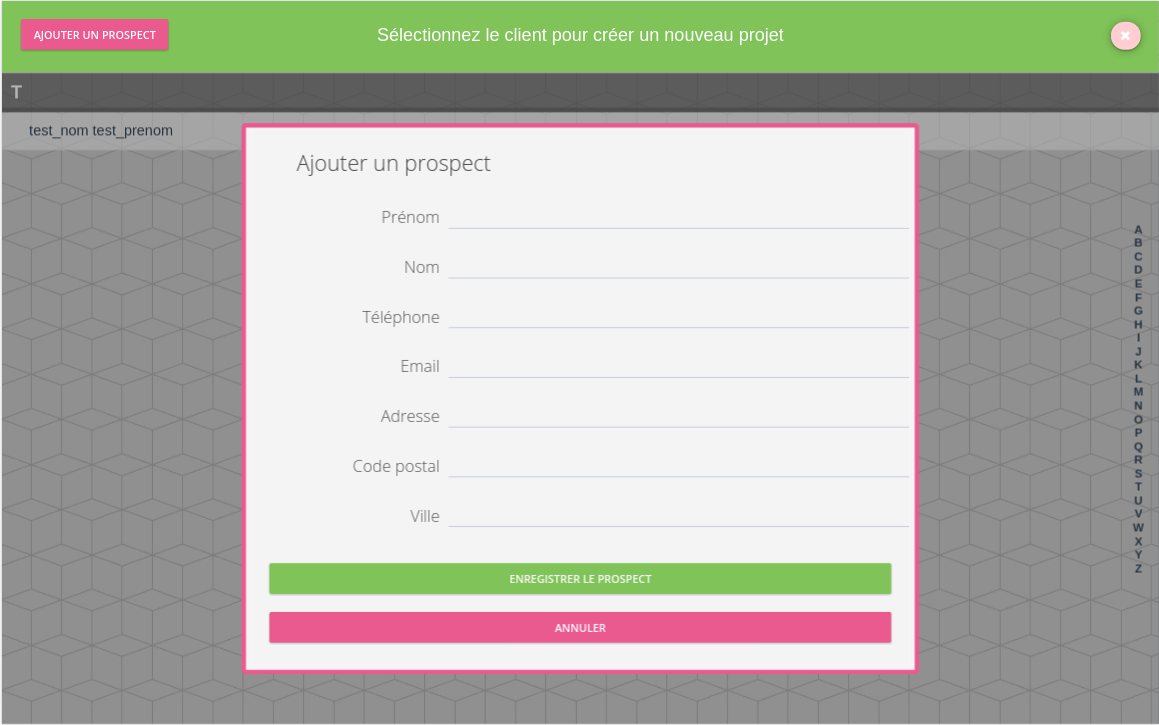 AJOUTER UN PROSPECT
Sélectionnez le client pour créer un nouveau projet
T
test_nom test_prenom
Ajouter un prospect
Prénom
Nom
Téléphone
Email
Adresse
Code postal
Ville
ENREGISTRER LE PROSPECT
ANNULER
A
B
C
D
E
F
G
H
I
J
K
L
M
N
O
P
Q
R
S
T
U
V
W
X
Y
Z